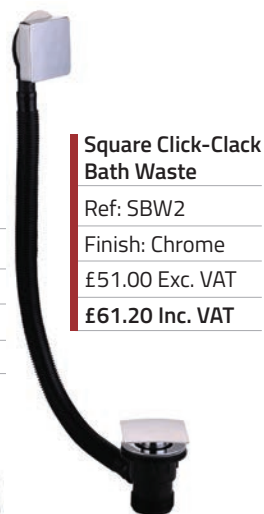 Square Click-Clack
Bath Waste
Ref: SBW2
Finish: Chrome
£51.00 Exc. VAT
£61.20 Inc. VAT